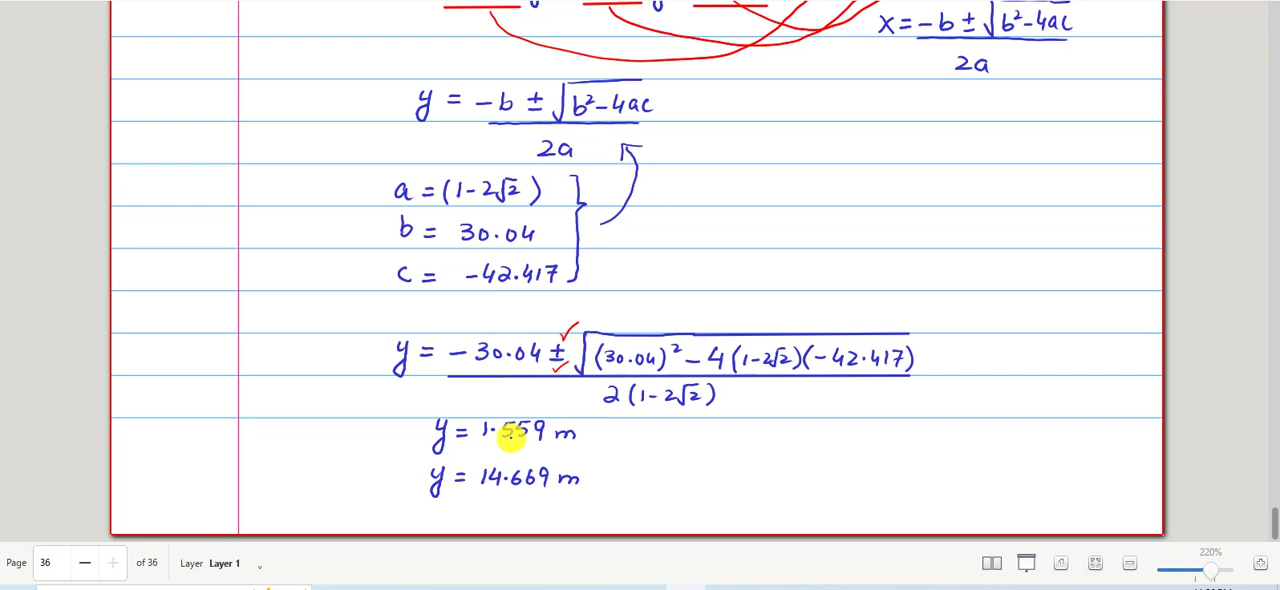 x = -b ± √(b²-4ac)
2a
y = -b ± √(b²-4ac)
2a
a = (1-2√2)
b = 30.04
c = -42.417
y = -30.04 ± √((30.04)² - 4(1-2√2)(-42.417))
2(1-2√2)
y = 1.559 m
y = 14.669 m
Page 36 of 36 Layer Layer 1
220%